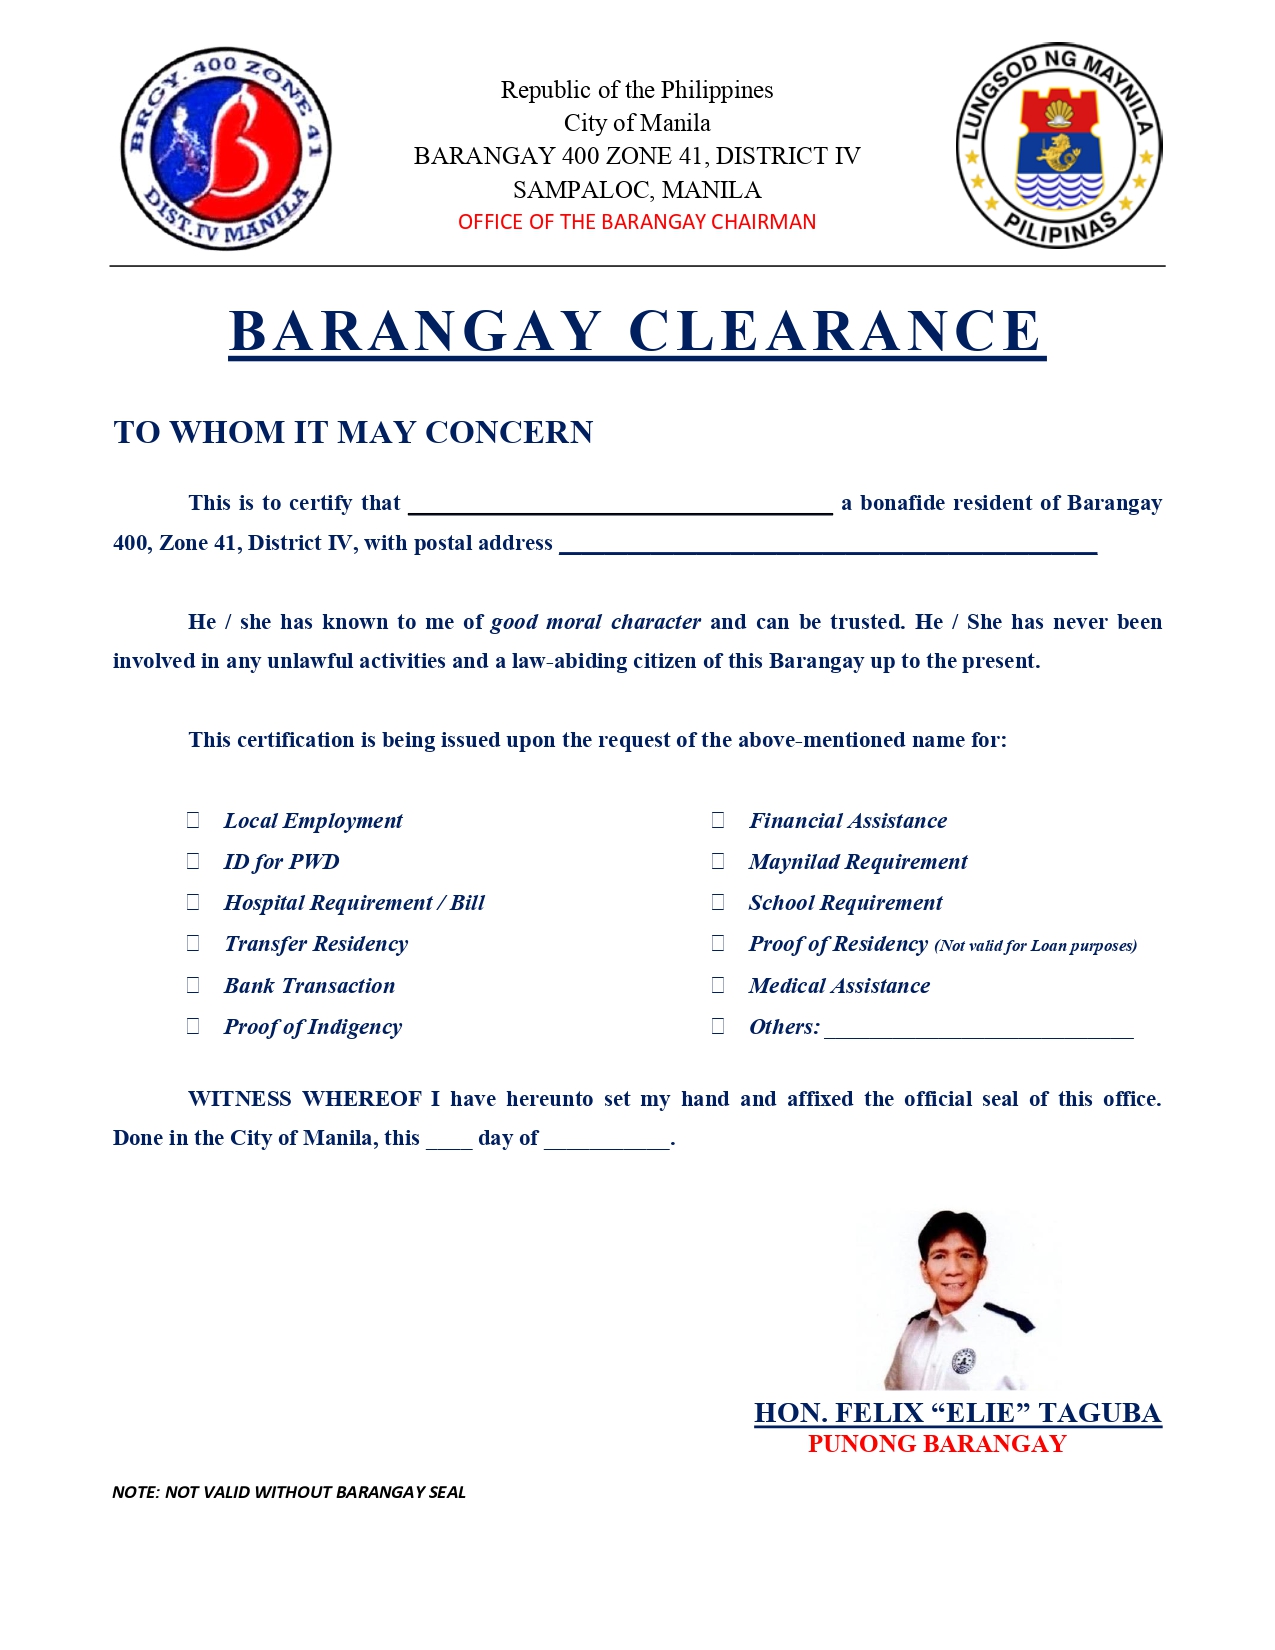 BRGY. 400 ZONE 41
DIST.IV MANILA
Republic of the Philippines
City of Manila
BARANGAY 400 ZONE 41, DISTRICT IV
SAMPALOC, MANILA
OFFICE OF THE BARANGAY CHAIRMAN
LUNGSOD NG MAYNILA
PILIPINAS
BARANGAY CLEARANCE
TO WHOM IT MAY CONCERN
This is to certify that ____________________________________ a bonafide resident of Barangay
400, Zone 41, District IV, with postal address ______________________________________________
He / she has known to me of good moral character and can be trusted. He / She has never been
involved in any unlawful activities and a law-abiding citizen of this Barangay up to the present.
This certification is being issued upon the request of the above-mentioned name for:
☐ Local Employment
☐ ID for PWD
☐ Hospital Requirement / Bill
☐ Transfer Residency
☐ Bank Transaction
☐ Proof of Indigency
☐ Financial Assistance
☐ Maynilad Requirement
☐ School Requirement
☐ Proof of Residency (Not valid for Loan purposes)
☐ Medical Assistance
☐ Others: ___________________________
WITNESS WHEREOF I have hereunto set my hand and affixed the official seal of this office.
Done in the City of Manila, this ____ day of ___________.
HON. FELIX “ELIE” TAGUBA
PUNONG BARANGAY
NOTE: NOT VALID WITHOUT BARANGAY SEAL